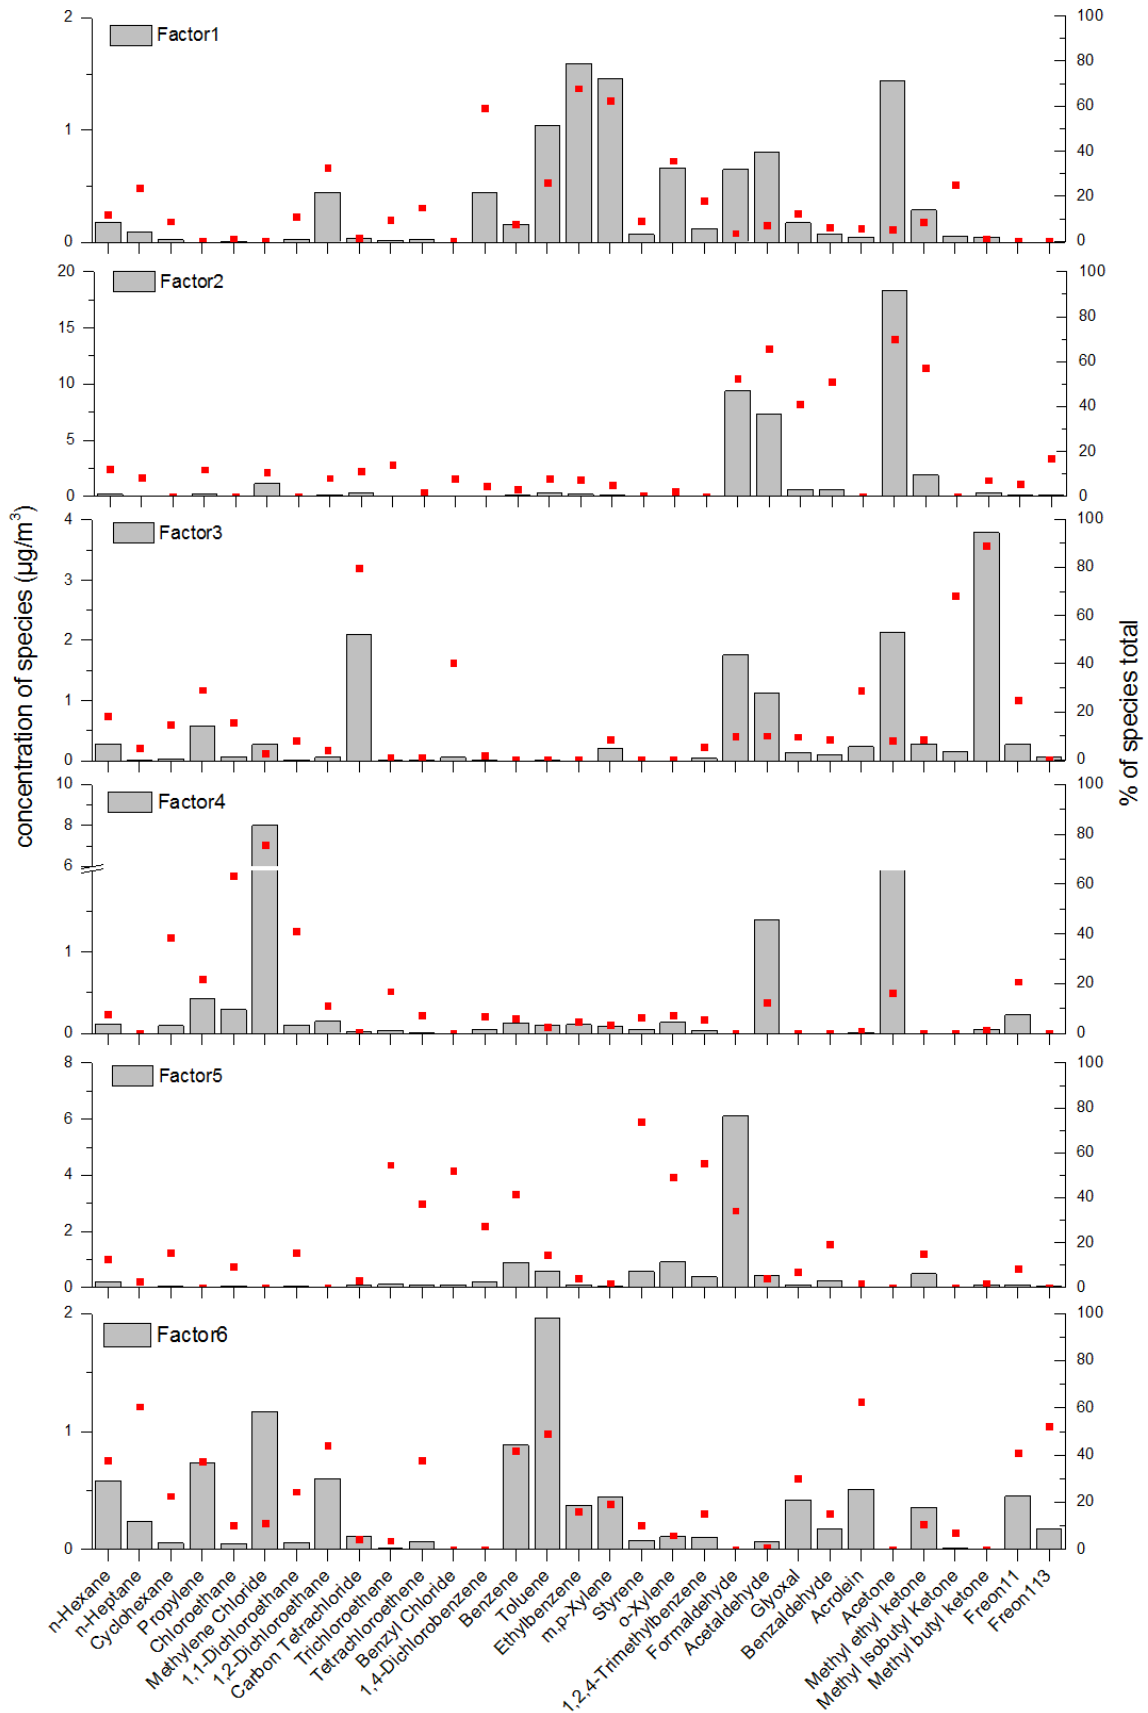 concentration of species (µg/m³)
% of species total
Factor1
2
1
0
100
80
60
40
20
0
Factor2
20
15
10
5
0
100
80
60
40
20
0
Factor3
4
3
2
1
0
100
80
60
40
20
0
Factor4
10
8
6
1
0
100
80
60
40
20
0
Factor5
8
6
4
2
0
100
80
60
40
20
0
Factor6
2
1
0
100
80
60
40
20
0
n-Hexane
n-Heptane
Cyclohexane
Propylene
Chloroethane
Methylene Chloride
1,1-Dichloroethane
1,2-Dichloroethane
Carbon Tetrachloride
Trichloroethene
Tetrachloroethene
Benzyl Chloride
1,4-Dichlorobenzene
Benzene
Toluene
Ethylbenzene
m,p-Xylene
Styrene
o-Xylene
1,2,4-Trimethylbenzene
Formaldehyde
Acetaldehyde
Glyoxal
Benzaldehyde
Acrolein
Acetone
Methyl ethyl ketone
Methyl Isobutyl Ketone
Methyl butyl ketone
Freon11
Freon113